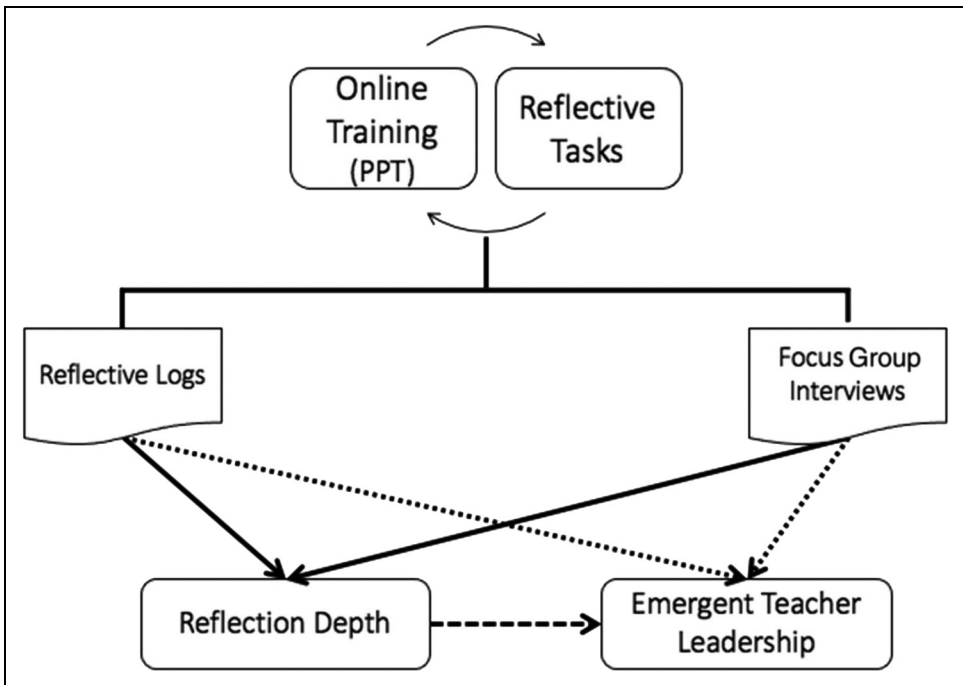 Online
Training
(PPT)
Reflective
Tasks
Reflective Logs
Focus Group
Interviews
Reflection Depth
Emergent Teacher
Leadership